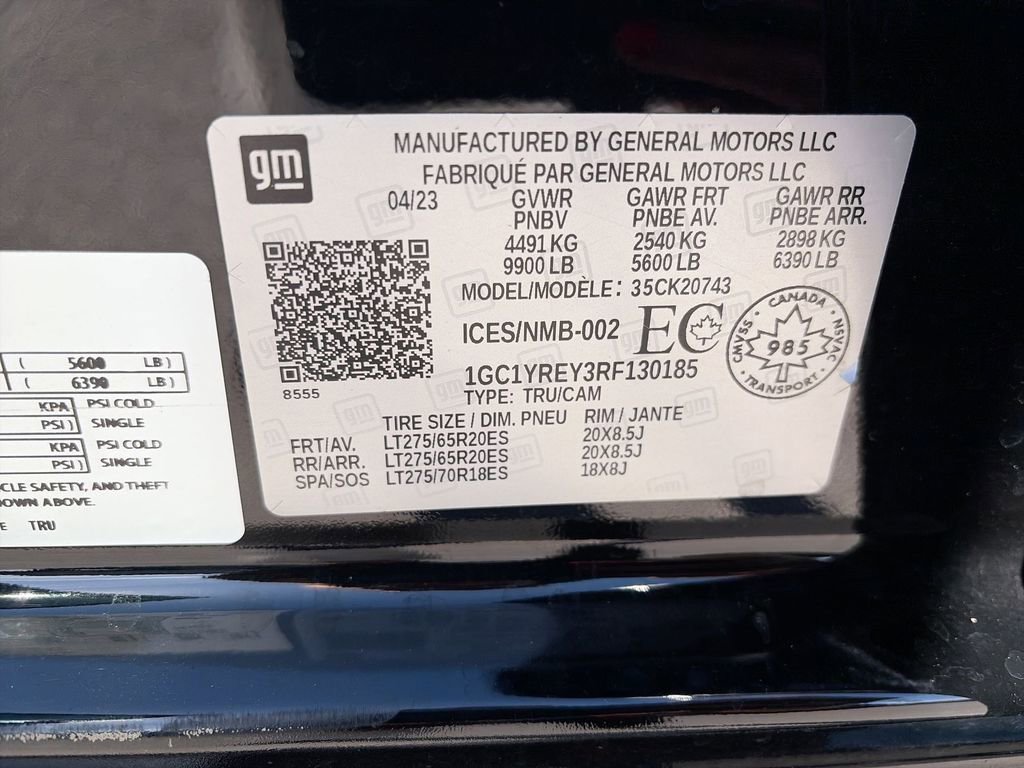 gm
MANUFACTURED BY GENERAL MOTORS LLC
FABRIQUÉ PAR GENERAL MOTORS LLC
04/23 GVWR GAWR FRT GAWR RR
PNBV PNBE AV. PNBE ARR.
4491 KG 2540 KG 2898 KG
9900 LB 5600 LB 6390 LB
MODEL/MODÈLE: 35CK20743
ICES/NMB-002 EC
CANADA
CMVSS 985 NSVAC
TRANSPORT
8555
1GC1YREY3RF130185
TYPE: TRU/CAM
TIRE SIZE / DIM. PNEU RIM / JANTE
FRT/AV. LT275/65R20ES 20X8.5J
RR/ARR. LT275/65R20ES 20X8.5J
SPA/SOS LT275/70R18ES 18X8J
( 5600 LB )
( 6390 LB )
KPA PSI COLD
PSI ) SINGLE
KPA PSI COLD
PSI ) SINGLE
CLE SAFETY, AND THEFT
OWN ABOVE.
E TRU